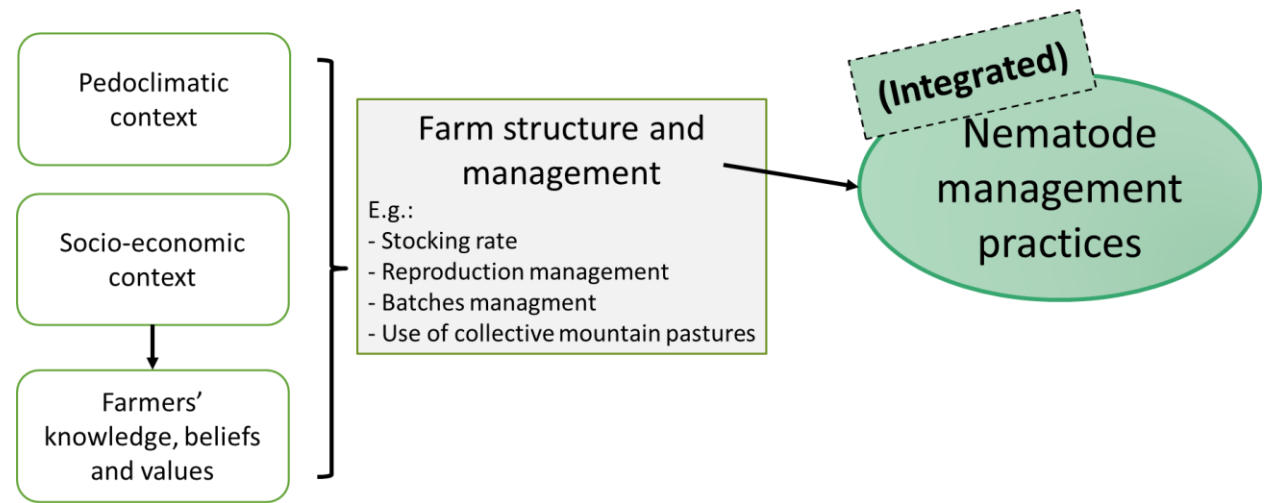 Pedoclimatic
context
Socio-economic
context
Farmers’
knowledge, beliefs
and values
Farm structure and
management
E.g.:
- Stocking rate
- Reproduction management
- Batches managment
- Use of collective mountain pastures
(Integrated)
Nematode
management
practices